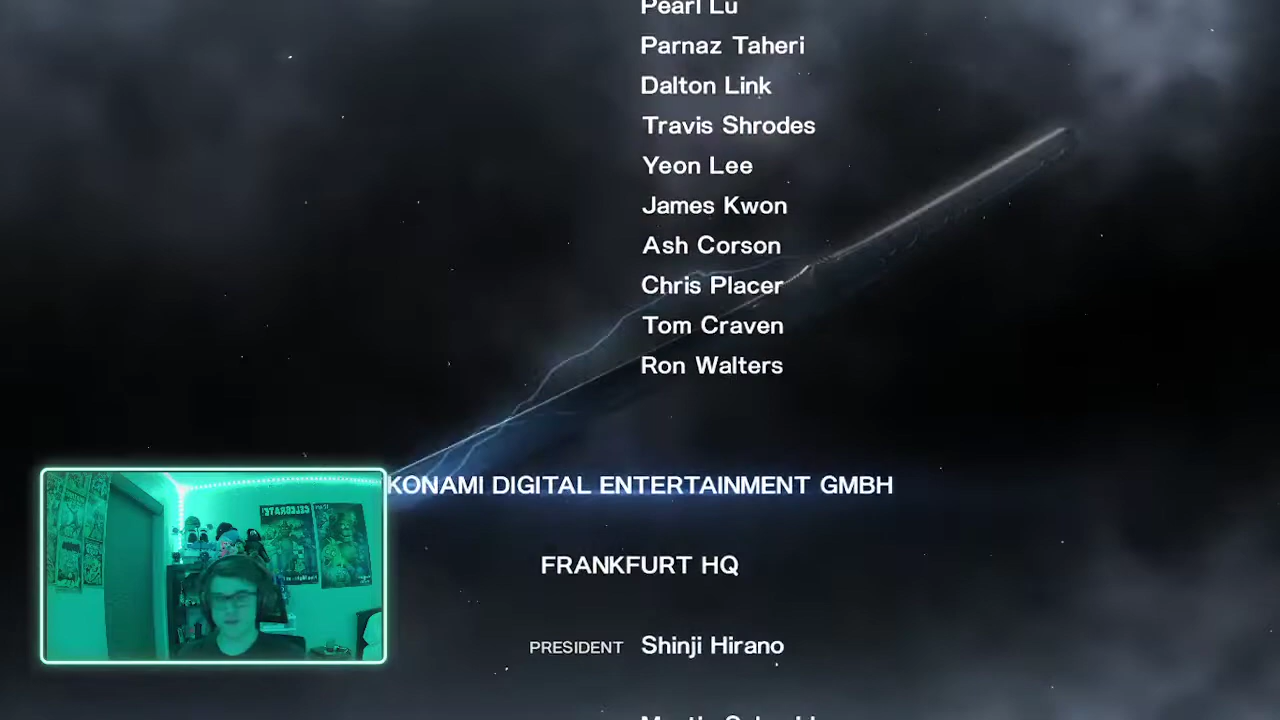 Pearl Lu
Parnaz Taheri
Dalton Link
Travis Shrodes
Yeon Lee
James Kwon
Ash Corson
Chris Placer
Tom Craven
Ron Walters
KONAMI DIGITAL ENTERTAINMENT GMBH
FRANKFURT HQ
PRESIDENT Shinji Hirano